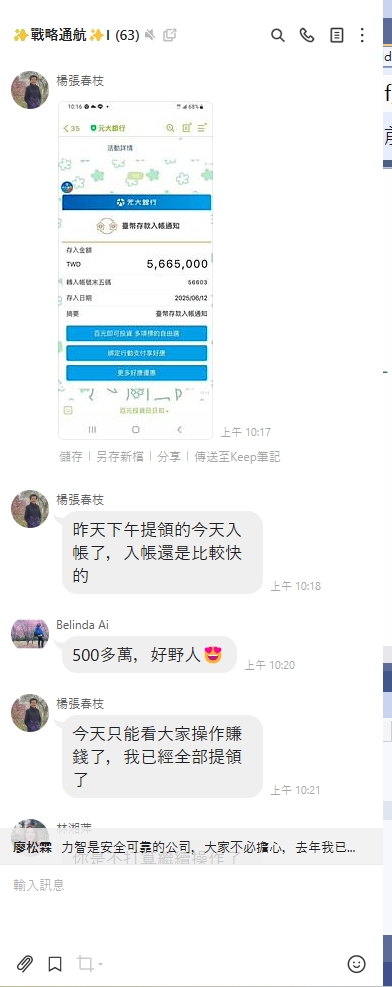 ✨戰略通航✨I (63)
楊張春枝
10:16
68%
35
元大銀行
活動詳情
元大銀行
臺幣存款入帳通知
存入金額
TWD 5,665,000
轉入帳號末五碼 56603
存入日期 2025/06/12
摘要 臺幣存款入帳通知
百元即可投資 多項標的自由選
綁定行動支付享好康
更多好康優惠
百元投資日日扣
上午 10:17
儲存 | 另存新檔 | 分享 | 傳送至Keep筆記
楊張春枝
昨天下午提領的今天入
帳了，入帳還是比較快
的
上午 10:18
Belinda Ai
500多萬，好野人😍
上午 10:20
楊張春枝
今天只能看大家操作賺
錢了，我已經全部提領
了
上午 10:21
廖松霖 力智是安全可靠的公司，大家不必擔心，去年我已...
你是不打算繼續操作了
輸入訊息